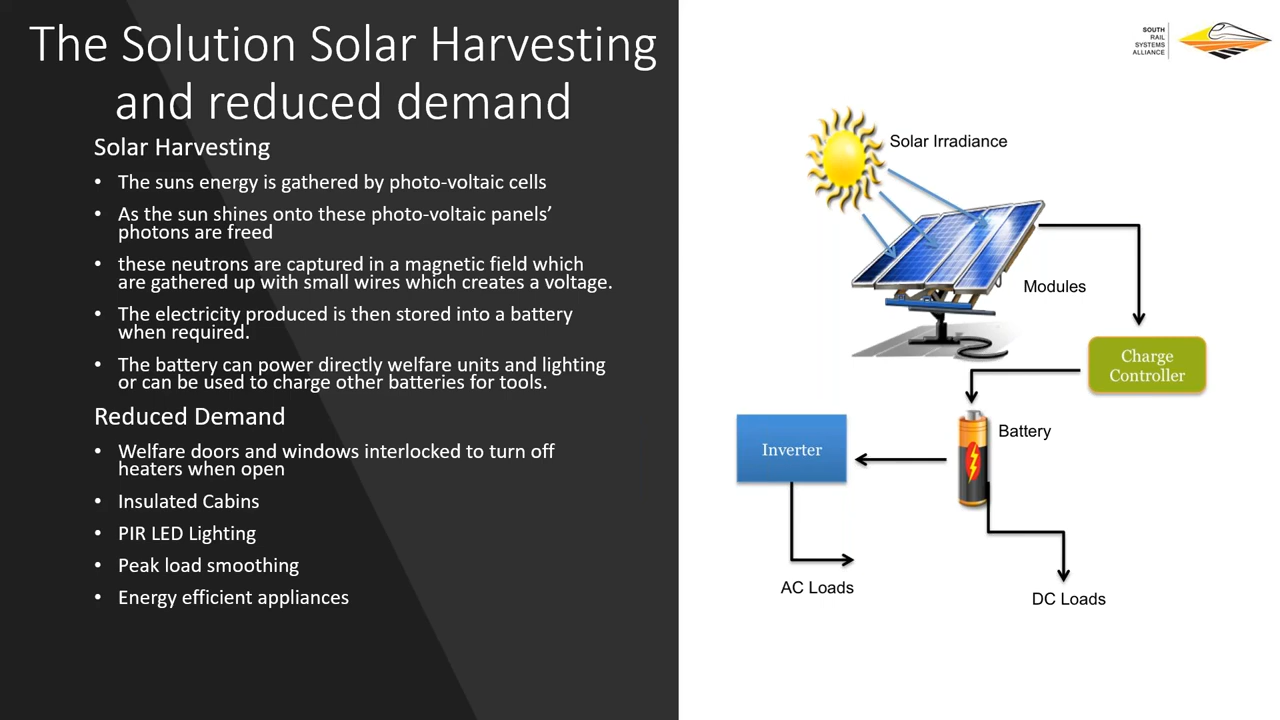 The Solution Solar Harvesting
and reduced demand
Solar Harvesting
• The suns energy is gathered by photo-voltaic cells
• As the sun shines onto these photo-voltaic panels’
photons are freed
• these neutrons are captured in a magnetic field which
are gathered up with small wires which creates a voltage.
• The electricity produced is then stored into a battery
when required.
• The battery can power directly welfare units and lighting
or can be used to charge other batteries for tools.
Reduced Demand
• Welfare doors and windows interlocked to turn off
heaters when open
• Insulated Cabins
• PIR LED Lighting
• Peak load smoothing
• Energy efficient appliances
SOUTH
RAIL
SYSTEMS
ALLIANCE
Solar Irradiance
Modules
Charge
Controller
Battery
Inverter
AC Loads
DC Loads